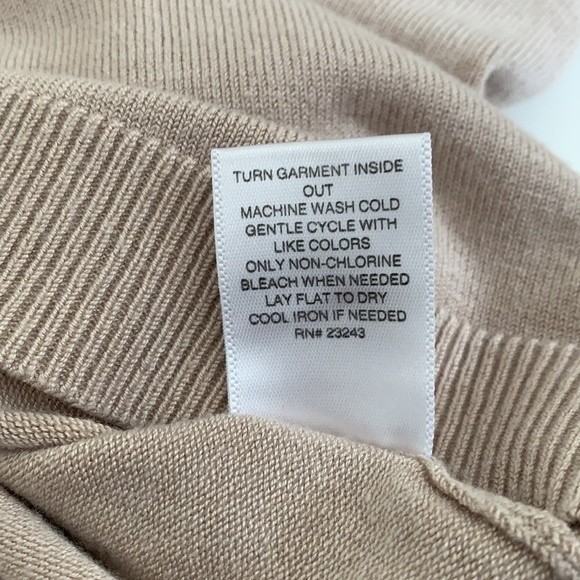 TURN GARMENT INSIDE
OUT
MACHINE WASH COLD
GENTLE CYCLE WITH
LIKE COLORS
ONLY NON-CHLORINE
BLEACH WHEN NEEDED
LAY FLAT TO DRY
COOL IRON IF NEEDED
RN# 23243